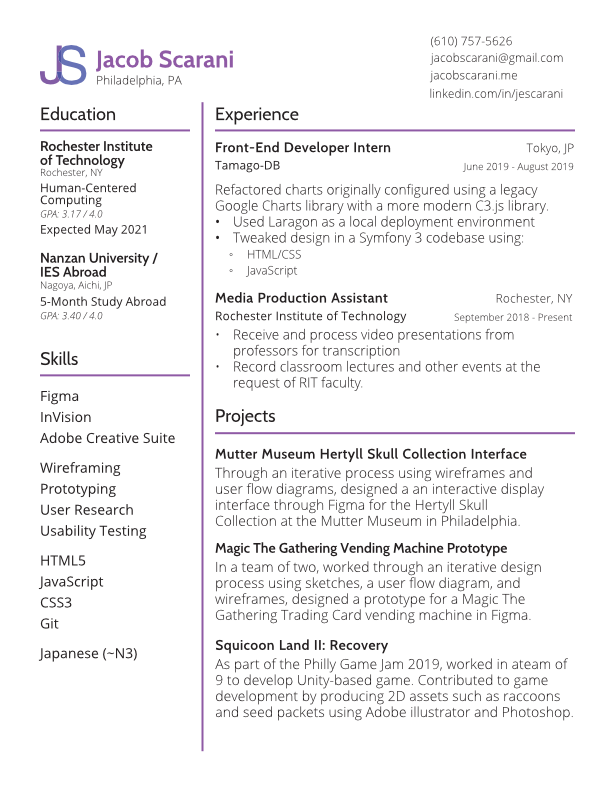 JS
Jacob Scarani
Philadelphia, PA
(610) 757-5626
jacobscarani@gmail.com
jacobscarani.me
linkedin.com/in/jescarani
Education
Rochester Institute
of Technology
Rochester, NY
Human-Centered
Computing
GPA: 3.17 / 4.0
Expected May 2021
Nanzan University /
IES Abroad
Nagoya, Aichi, JP
5-Month Study Abroad
GPA: 3.40 / 4.0
Skills
Figma
InVision
Adobe Creative Suite
Wireframing
Prototyping
User Research
Usability Testing
HTML5
JavaScript
CSS3
Git
Japanese (~N3)
Experience
Front-End Developer Intern Tokyo, JP
Tamago-DB June 2019 - August 2019
Refactored charts originally configured using a legacy
Google Charts library with a more modern C3.js library.
• Used Laragon as a local deployment environment
• Tweaked design in a Symfony 3 codebase using:
◦ HTML/CSS
◦ JavaScript
Media Production Assistant Rochester, NY
Rochester Institute of Technology September 2018 - Present
• Receive and process video presentations from
professors for transcription
• Record classroom lectures and other events at the
request of RIT faculty.
Projects
Mutter Museum Hertyll Skull Collection Interface
Through an iterative process using wireframes and
user flow diagrams, designed a an interactive display
interface through Figma for the Hertyll Skull
Collection at the Mutter Museum in Philadelphia.
Magic The Gathering Vending Machine Prototype
In a team of two, worked through an iterative design
process using sketches, a user flow diagram, and
wireframes, designed a prototype for a Magic The
Gathering Trading Card vending machine in Figma.
Squicoon Land II: Recovery
As part of the Philly Game Jam 2019, worked in ateam of
9 to develop Unity-based game. Contributed to game
development by producing 2D assets such as raccoons
and seed packets using Adobe illustrator and Photoshop.